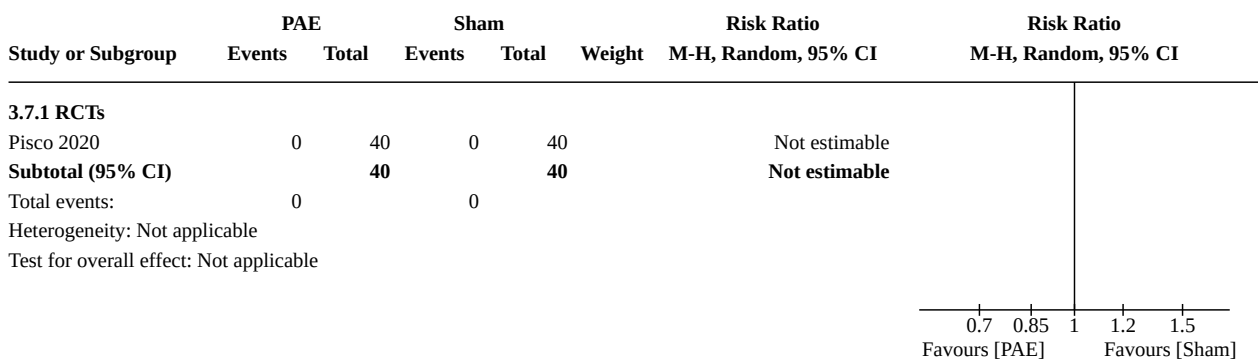 PAE Sham Risk Ratio Risk Ratio
Study or Subgroup Events Total Events Total Weight M-H, Random, 95% CI M-H, Random, 95% CI
3.7.1 RCTs
Pisco 2020 0 40 0 40 Not estimable
Subtotal (95% CI) 40 40 Not estimable
Total events: 0 0
Heterogeneity: Not applicable
Test for overall effect: Not applicable
0.7 0.85 1 1.2 1.5
Favours [PAE] Favours [Sham]